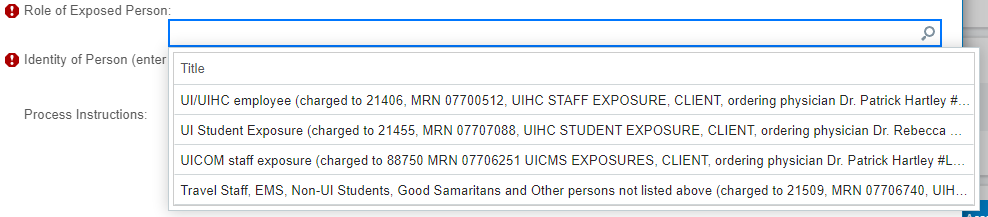 Role of Exposed Person:
Identity of Person (enter
Title
UI/UIHC employee (charged to 21406, MRN 07700512, UIHC STAFF EXPOSURE, CLIENT, ordering physician Dr. Patrick Hartley #...
UI Student Exposure (charged to 21455, MRN 07707088, UIHC STUDENT EXPOSURE, CLIENT, ordering physician Dr. Rebecca ...
Process Instructions:
UICOM staff exposure (charged to 88750 MRN 07706251 UICMS EXPOSURES, CLIENT, ordering physician Dr. Patrick Hartley #L...
Travel Staff, EMS, Non-UI Students, Good Samaritans and Other persons not listed above (charged to 21509, MRN 07706740, UIH...